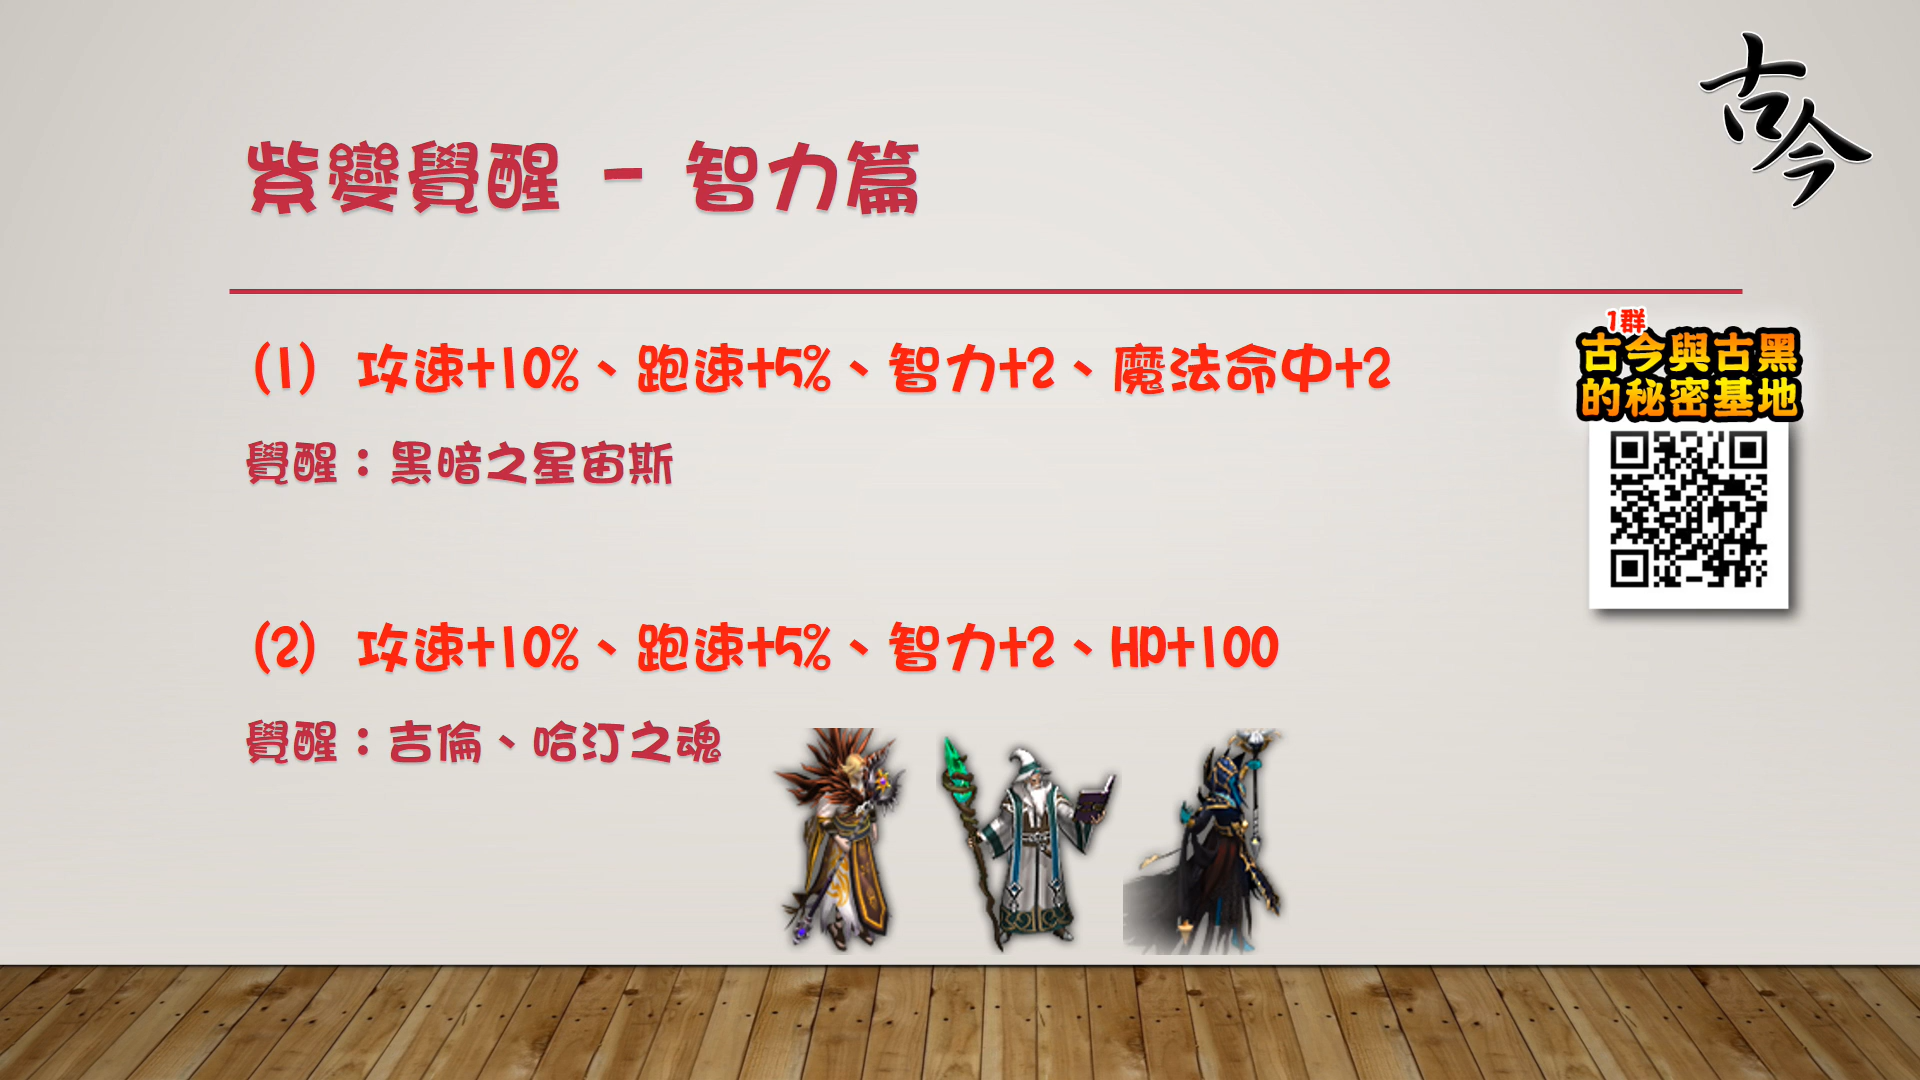 古今
紫變覺醒 - 智力篇
(1) 攻速+10%、跑速+5%、智力+2、魔法命中+2
覺醒：黑暗之星宙斯
(2) 攻速+10%、跑速+5%、智力+2、HP+100
覺醒：吉倫、哈汀之魂
1群
古今與古黑
的秘密基地